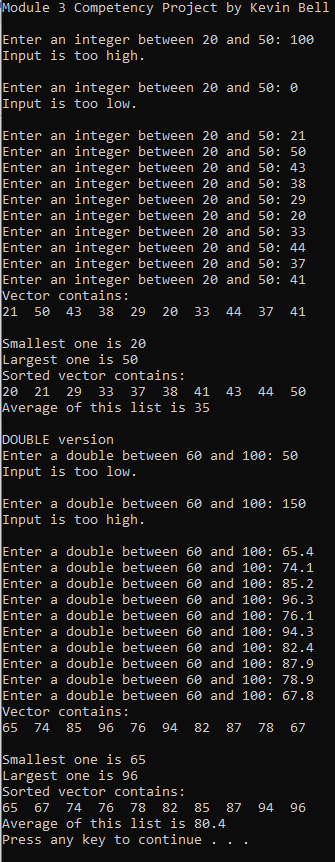 Module 3 Competency Project by Kevin Bell
Enter an integer between 20 and 50: 100
Input is too high.
Enter an integer between 20 and 50: 0
Input is too low.
Enter an integer between 20 and 50: 21
Enter an integer between 20 and 50: 50
Enter an integer between 20 and 50: 43
Enter an integer between 20 and 50: 38
Enter an integer between 20 and 50: 29
Enter an integer between 20 and 50: 20
Enter an integer between 20 and 50: 33
Enter an integer between 20 and 50: 44
Enter an integer between 20 and 50: 37
Enter an integer between 20 and 50: 41
Vector contains:
21 50 43 38 29 20 33 44 37 41
Smallest one is 20
Largest one is 50
Sorted vector contains:
20 21 29 33 37 38 41 43 44 50
Average of this list is 35
DOUBLE version
Enter a double between 60 and 100: 50
Input is too low.
Enter a double between 60 and 100: 150
Input is too high.
Enter a double between 60 and 100: 65.4
Enter a double between 60 and 100: 74.1
Enter a double between 60 and 100: 85.2
Enter a double between 60 and 100: 96.3
Enter a double between 60 and 100: 76.1
Enter a double between 60 and 100: 94.3
Enter a double between 60 and 100: 82.4
Enter a double between 60 and 100: 87.9
Enter a double between 60 and 100: 78.9
Enter a double between 60 and 100: 67.8
Vector contains:
65 74 85 96 76 94 82 87 78 67
Smallest one is 65
Largest one is 96
Sorted vector contains:
65 67 74 76 78 82 85 87 94 96
Average of this list is 80.4
Press any key to continue . . .